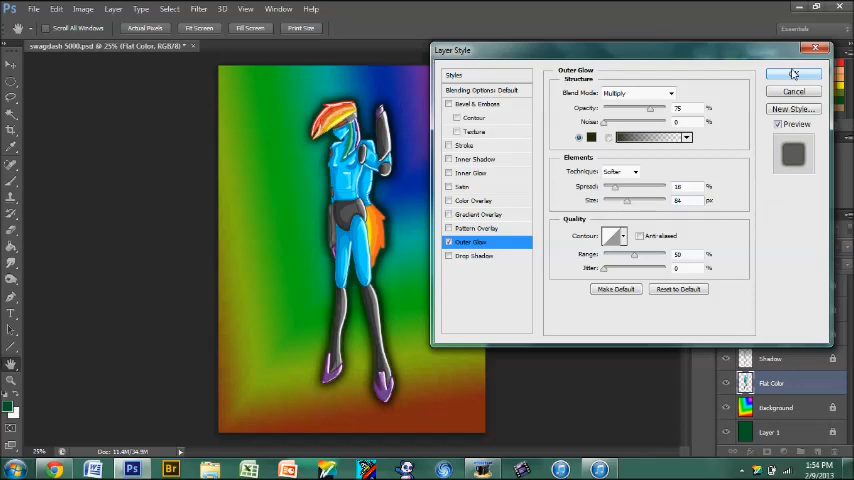 Ps File Edit Image Layer Type Select Filter 3D View Window Help
Scroll All Windows Actual Pixels Fit Screen Fill Screen Print Size Essentials
swagdash 5000.psd @ 25% (Flat Color, RGB/8) * ×
Layer Style
Styles
Blending Options: Default
Bevel & Emboss
Contour
Texture
Stroke
Inner Shadow
Inner Glow
Satin
Color Overlay
Gradient Overlay
Pattern Overlay
Outer Glow
Drop Shadow
Outer Glow
Structure
Blend Mode: Multiply
Opacity: 75 %
Noise: 0 %
Elements
Technique: Softer
Spread: 18 %
Size: 84 px
Quality
Contour: Anti-aliased
Range: 50 %
Jitter: 0 %
Make Default Reset to Default
Cancel
New Style...
Preview
Shadow
Flat Color
Background
Layer 1
25% Doc: 11.4M/34.9M
Ps Br
1:54 PM
2/9/2013